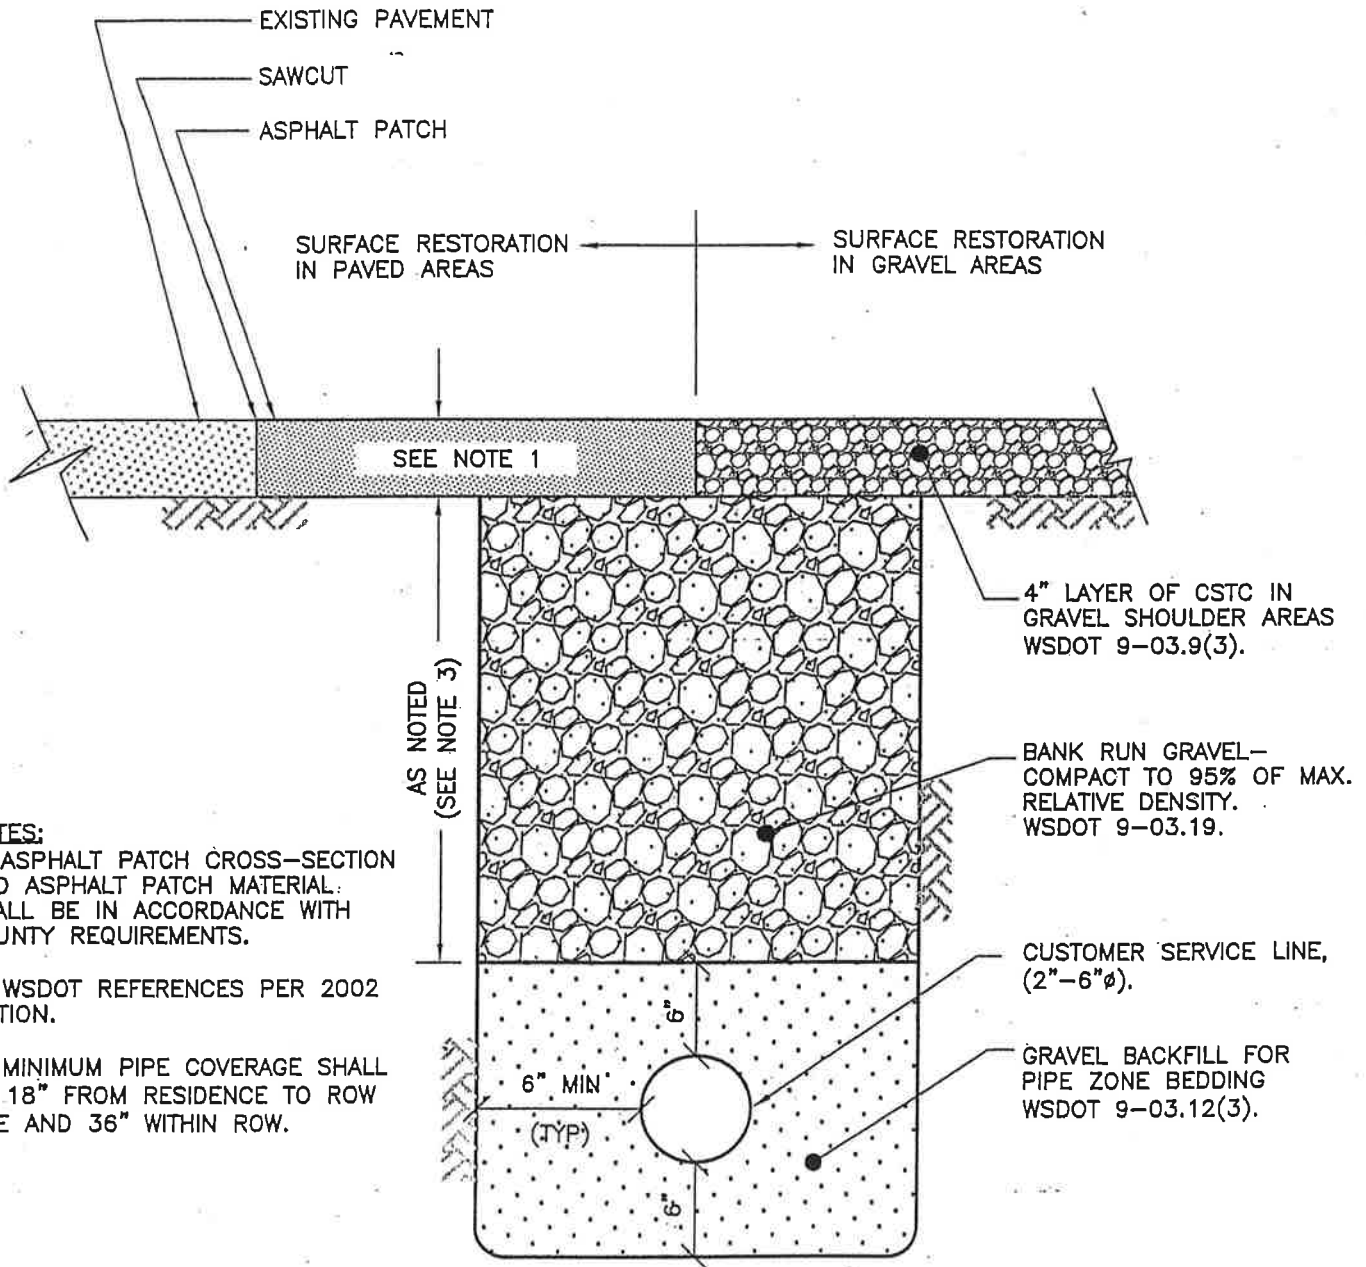 EXISTING PAVEMENT
SAWCUT
ASPHALT PATCH
SURFACE RESTORATION
IN PAVED AREAS
SURFACE RESTORATION
IN GRAVEL AREAS
SEE NOTE 1
4" LAYER OF CSTC IN
GRAVEL SHOULDER AREAS
WSDOT 9-03.9(3).
AS NOTED
(SEE NOTE 3)
BANK RUN GRAVEL-
COMPACT TO 95% OF MAX.
RELATIVE DENSITY.
WSDOT 9-03.19.
TES:
ASPHALT PATCH CROSS-SECTION
D ASPHALT PATCH MATERIAL
ALL BE IN ACCORDANCE WITH
UNTY REQUIREMENTS.
WSDOT REFERENCES PER 2002
TION.
MINIMUM PIPE COVERAGE SHALL
18" FROM RESIDENCE TO ROW
E AND 36" WITHIN ROW.
CUSTOMER SERVICE LINE,
(2"-6"ø).
6"
6" MIN
(TYP)
6"
GRAVEL BACKFILL FOR
PIPE ZONE BEDDING
WSDOT 9-03.12(3).